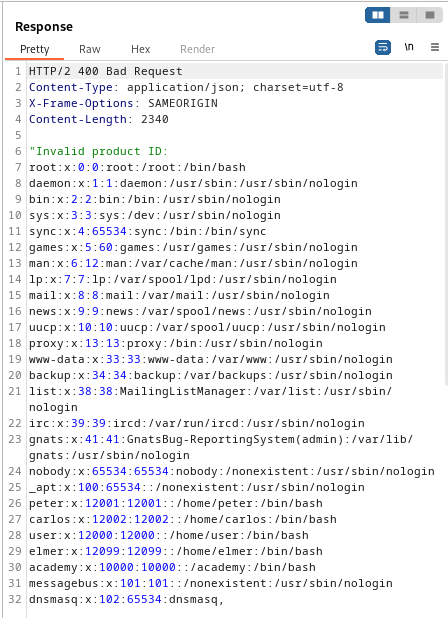 Response
Pretty Raw Hex Render
\n
1 HTTP/2 400 Bad Request
2 Content-Type: application/json; charset=utf-8
3 X-Frame-Options: SAMEORIGIN
4 Content-Length: 2340
5
6 "Invalid product ID:
7 root:x:0:0:root:/root:/bin/bash
8 daemon:x:1:1:daemon:/usr/sbin:/usr/sbin/nologin
9 bin:x:2:2:bin:/bin:/usr/sbin/nologin
10 sys:x:3:3:sys:/dev:/usr/sbin/nologin
11 sync:x:4:65534:sync:/bin:/bin/sync
12 games:x:5:60:games:/usr/games:/usr/sbin/nologin
13 man:x:6:12:man:/var/cache/man:/usr/sbin/nologin
14 lp:x:7:7:lp:/var/spool/lpd:/usr/sbin/nologin
15 mail:x:8:8:mail:/var/mail:/usr/sbin/nologin
16 news:x:9:9:news:/var/spool/news:/usr/sbin/nologin
17 uucp:x:10:10:uucp:/var/spool/uucp:/usr/sbin/nologin
18 proxy:x:13:13:proxy:/bin:/usr/sbin/nologin
19 www-data:x:33:33:www-data:/var/www:/usr/sbin/nologin
20 backup:x:34:34:backup:/var/backups:/usr/sbin/nologin
21 list:x:38:38:MailingListManager:/var/list:/usr/sbin/
nologin
22 irc:x:39:39:ircd:/var/run/ircd:/usr/sbin/nologin
23 gnats:x:41:41:GnatsBug-ReportingSystem(admin):/var/lib/
gnats:/usr/sbin/nologin
24 nobody:x:65534:65534:nobody:/nonexistent:/usr/sbin/nologin
25 _apt:x:100:65534::/nonexistent:/usr/sbin/nologin
26 peter:x:12001:12001::/home/peter:/bin/bash
27 carlos:x:12002:12002::/home/carlos:/bin/bash
28 user:x:12000:12000::/home/user:/bin/bash
29 elmer:x:12099:12099::/home/elmer:/bin/bash
30 academy:x:10000:10000::/academy:/bin/bash
31 messagebus:x:101:101::/nonexistent:/usr/sbin/nologin
32 dnsmasq:x:102:65534:dnsmasq,